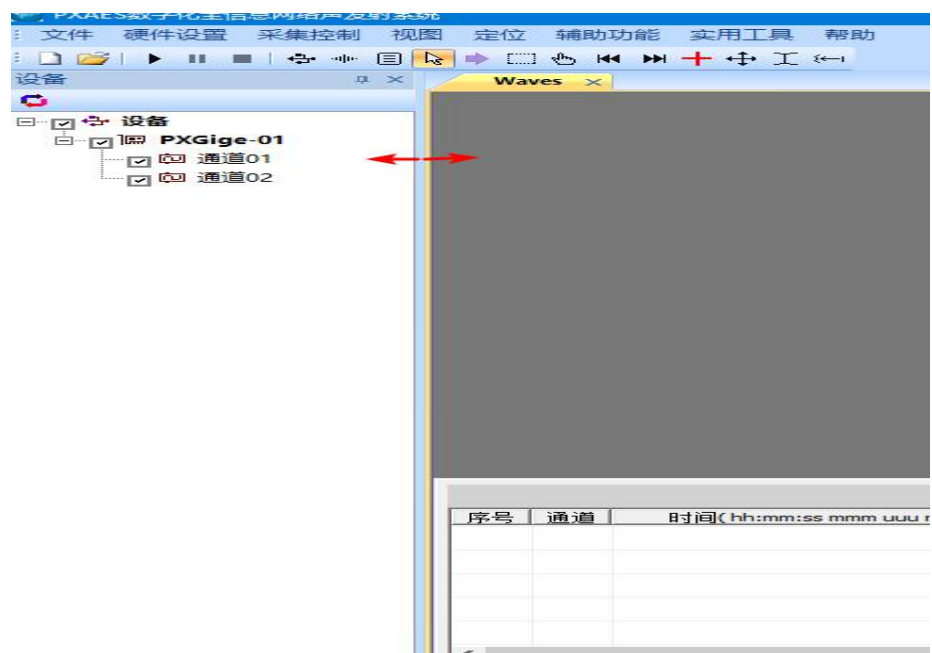 PXAES数字化全信息网络声发射系统
文件 硬件设置 采集控制 视图 定位 辅助功能 实用工具 帮助
设备
Waves
设备
PXGige-01
通道01
通道02
序号 通道 时间(hh:mm:ss mmm uuu